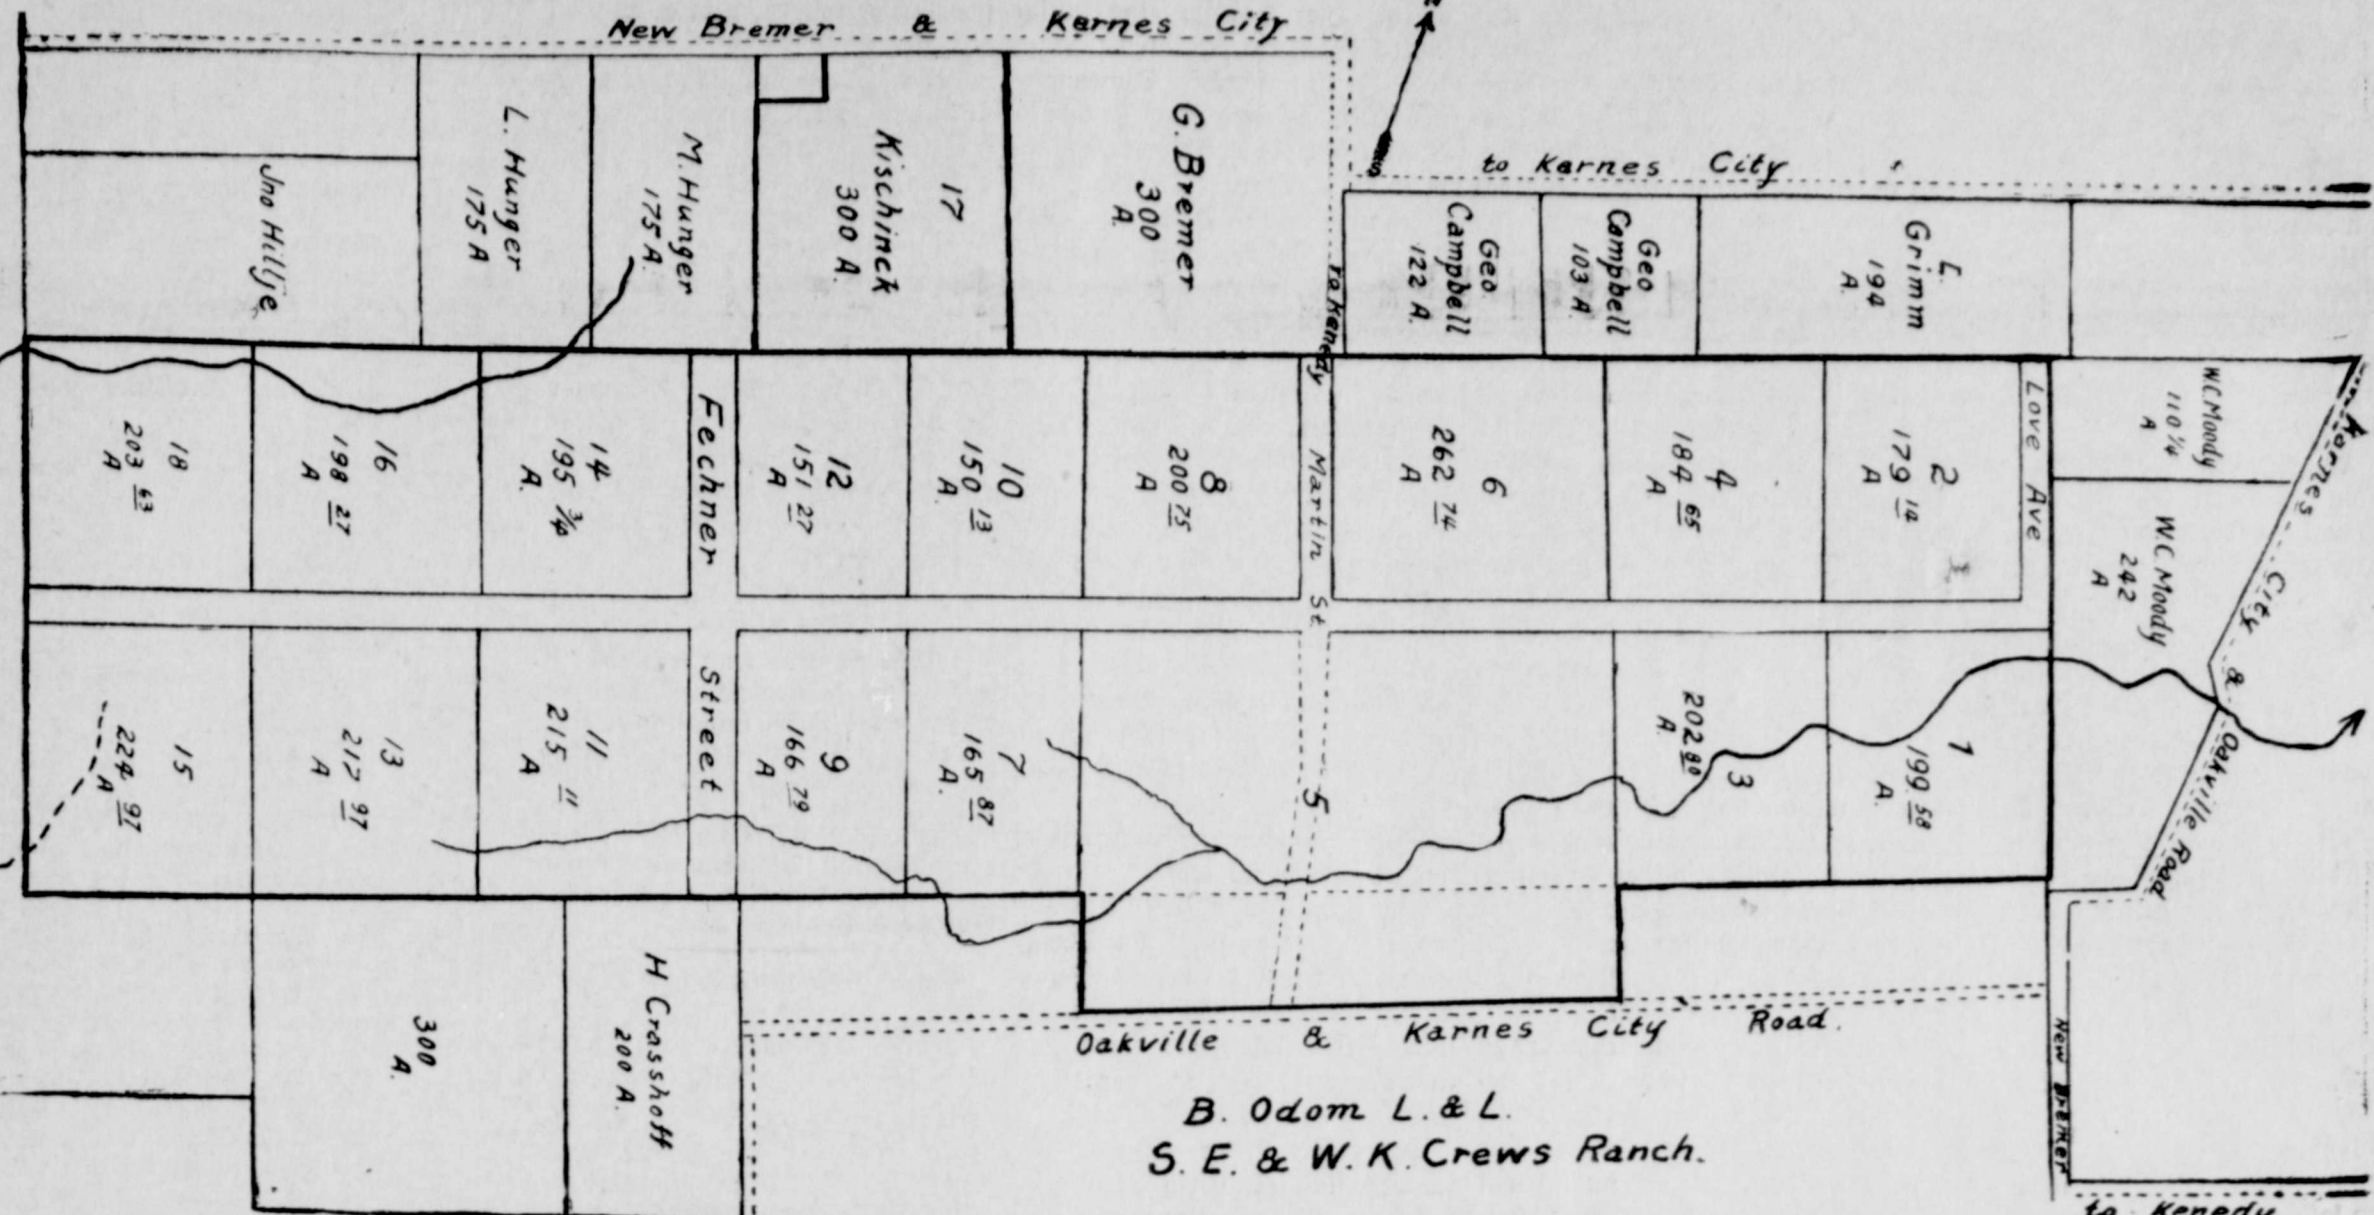 New Bremer & Karnes City
N
S
to Karnes City
Jno Hillje
L. Hunger
175 A
M. Hunger
175 A.
17
Kischinck
300 A.
G. Bremer
300
A.
to Kenedy
Geo.
Campbell
122 A.
Geo
Campbell
103 A.
L.
Grimm
194
A.
18
203 63
A
16
198 27
A
14
195 3/4
A.
Fechner
12
151 27
A
10
150 13
A.
8
200 75
A
Martin St.
6
262 74
A
4
184 65
A
2
179 14
A
Love Ave
W.C. Moody
110 1/4
A
W.C. Moody
242
A
Karnes City & Oakville Road
15
224 97
A
13
217 97
A
11
215 11
A
Street
9
166 79
A
7
165 87
A.
5
3
202 80
A.
1
199 58
A.
300
A.
H Crasshoff
200 A.
Oakville & Karnes City Road.
B. Odom L. & L.
S. E. & W. K. Crews Ranch.
New Bremer
to Kenedy